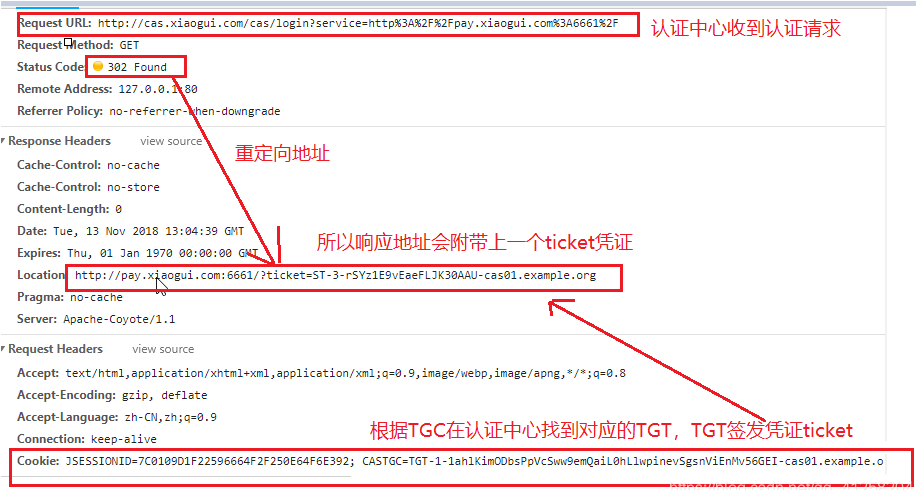 Request URL: http://cas.xiaogui.com/cas/login?service=http%3A%2F%2Fpay.xiaogui.com%3A6661%2F
认证中心收到认证请求
Request Method: GET
Status Code: 302 Found
Remote Address: 127.0.0.1:80
Referrer Policy: no-referrer-when-downgrade
Response Headers view source
重定向地址
Cache-Control: no-cache
Cache-Control: no-store
Content-Length: 0
Date: Tue, 13 Nov 2018 13:04:39 GMT
所以响应地址会附带上一个ticket凭证
Expires: Thu, 01 Jan 1970 00:00:00 GMT
Location: http://pay.xiaogui.com:6661/?ticket=ST-3-rSYz1E9vEaeFLJK30AAU-cas01.example.org
Pragma: no-cache
Server: Apache-Coyote/1.1
Request Headers view source
Accept: text/html,application/xhtml+xml,application/xml;q=0.9,image/webp,image/apng,*/*;q=0.8
Accept-Encoding: gzip, deflate
Accept-Language: zh-CN,zh;q=0.9
Connection: keep-alive
根据TGC在认证中心找到对应的TGT，TGT签发凭证ticket
Cookie: JSESSIONID=7C0109D1F22596664F2F250E64F6E392; CASTGC=TGT-1-1ahlKimODbsPpVcSww9emQaiL0hLlwpinevSgsnViEnMv56GEI-cas01.example.o